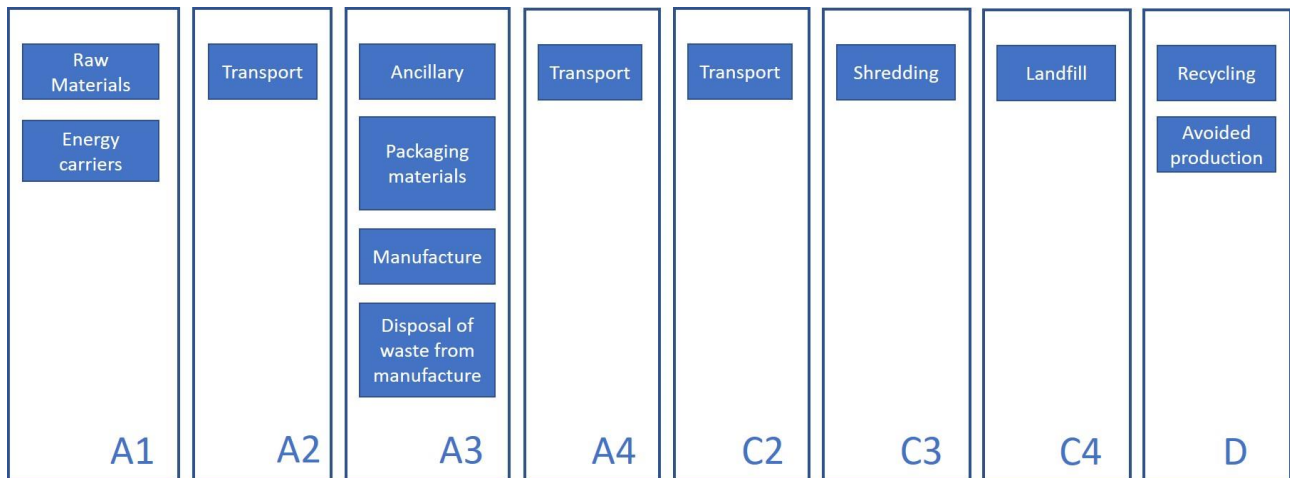 Raw
Materials
Energy
carriers
A1
Transport
A2
Ancillary
Packaging
materials
Manufacture
Disposal of
waste from
manufacture
A3
Transport
A4
Transport
C2
Shredding
C3
Landfill
C4
Recycling
Avoided
production
D